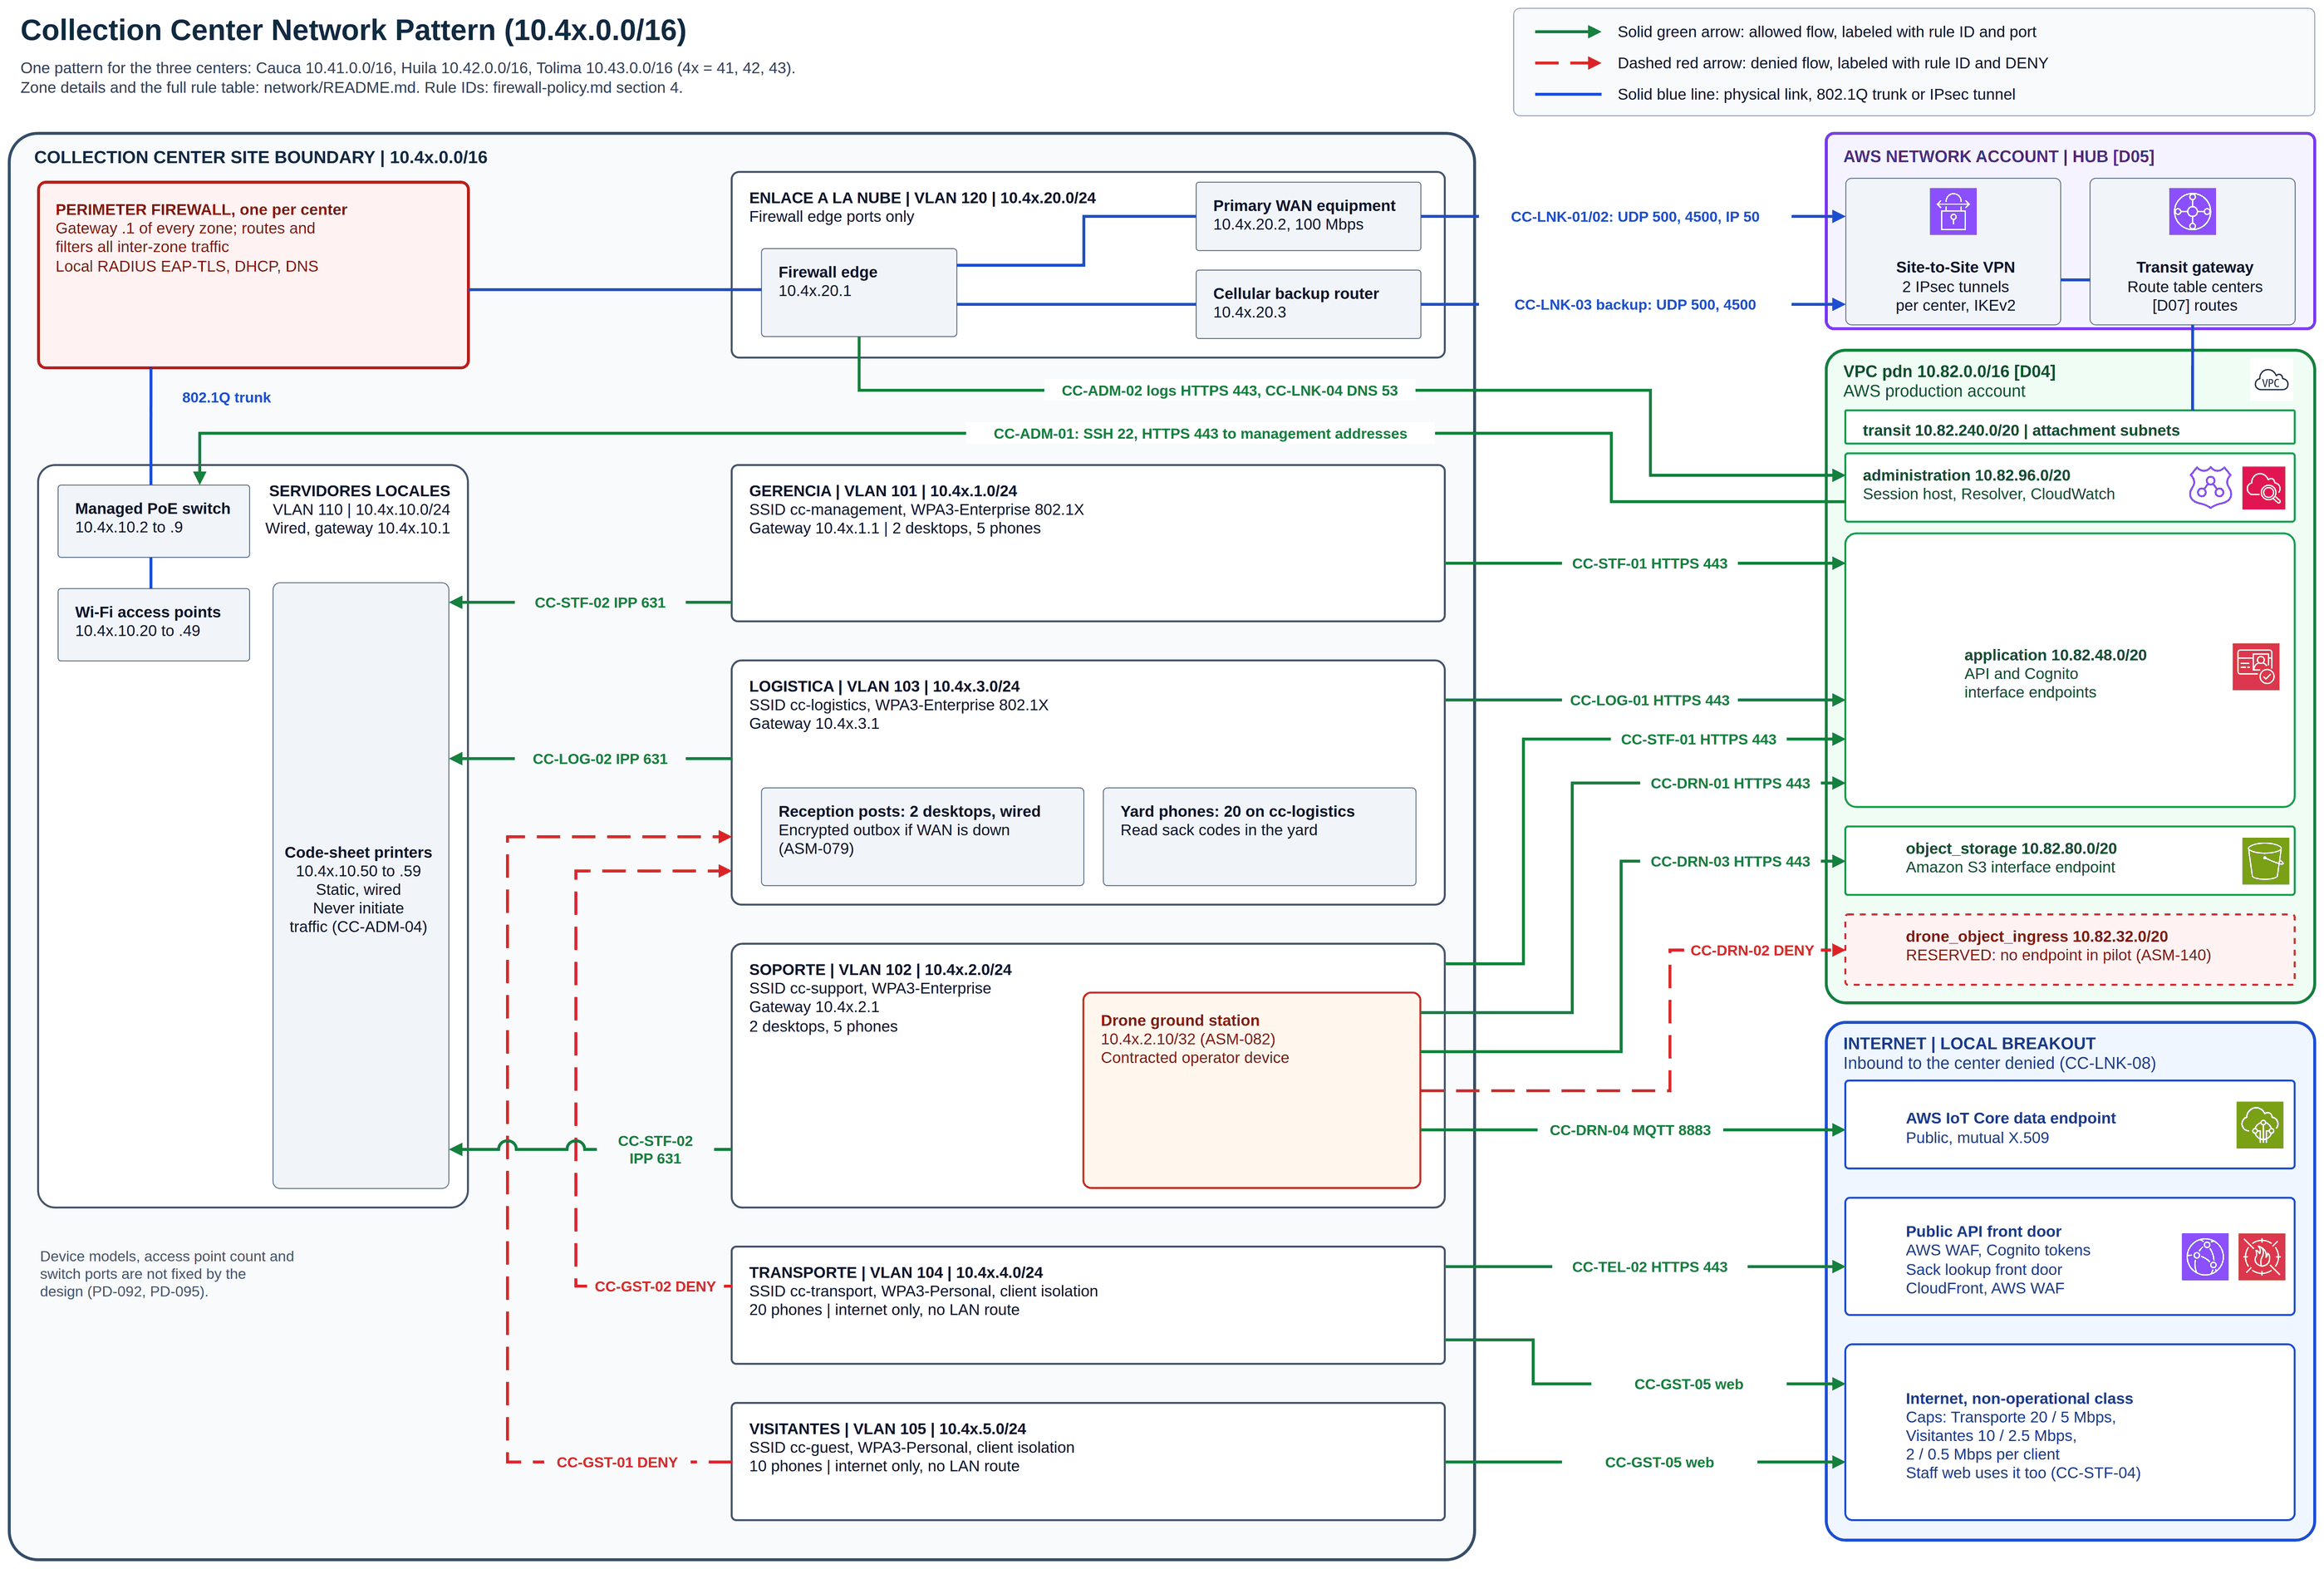 Collection Center Network Pattern (10.4x.0.0/16)
One pattern for the three centers: Cauca 10.41.0.0/16, Huila 10.42.0.0/16, Tolima 10.43.0.0/16 (4x = 41, 42, 43).
Zone details and the full rule table: network/README.md. Rule IDs: firewall-policy.md section 4.
Solid green arrow: allowed flow, labeled with rule ID and port
Dashed red arrow: denied flow, labeled with rule ID and DENY
Solid blue line: physical link, 802.1Q trunk or IPsec tunnel
COLLECTION CENTER SITE BOUNDARY | 10.4x.0.0/16
PERIMETER FIREWALL, one per center
Gateway .1 of every zone; routes and
filters all inter-zone traffic
Local RADIUS EAP-TLS, DHCP, DNS
802.1Q trunk
ENLACE A LA NUBE | VLAN 120 | 10.4x.20.0/24
Firewall edge ports only
Firewall edge
10.4x.20.1
Primary WAN equipment
10.4x.20.2, 100 Mbps
Cellular backup router
10.4x.20.3
CC-LNK-01/02: UDP 500, 4500, IP 50
CC-LNK-03 backup: UDP 500, 4500
CC-ADM-02 logs HTTPS 443, CC-LNK-04 DNS 53
CC-ADM-01: SSH 22, HTTPS 443 to management addresses
AWS NETWORK ACCOUNT | HUB [D05]
Site-to-Site VPN
2 IPsec tunnels
per center, IKEv2
Transit gateway
Route table centers
[D07] routes
VPC pdn 10.82.0.0/16 [D04]
AWS production account
VPC
transit 10.82.240.0/20 | attachment subnets
administration 10.82.96.0/20
Session host, Resolver, CloudWatch
application 10.82.48.0/20
API and Cognito
interface endpoints
object_storage 10.82.80.0/20
Amazon S3 interface endpoint
drone_object_ingress 10.82.32.0/20
RESERVED: no endpoint in pilot (ASM-140)
SERVIDORES LOCALES
VLAN 110 | 10.4x.10.0/24
Wired, gateway 10.4x.10.1
Managed PoE switch
10.4x.10.2 to .9
Wi-Fi access points
10.4x.10.20 to .49
Code-sheet printers
10.4x.10.50 to .59
Static, wired
Never initiate
traffic (CC-ADM-04)
Device models, access point count and
switch ports are not fixed by the
design (PD-092, PD-095).
GERENCIA | VLAN 101 | 10.4x.1.0/24
SSID cc-management, WPA3-Enterprise 802.1X
Gateway 10.4x.1.1 | 2 desktops, 5 phones
CC-STF-02 IPP 631
CC-STF-01 HTTPS 443
LOGISTICA | VLAN 103 | 10.4x.3.0/24
SSID cc-logistics, WPA3-Enterprise 802.1X
Gateway 10.4x.3.1
Reception posts: 2 desktops, wired
Encrypted outbox if WAN is down
(ASM-079)
Yard phones: 20 on cc-logistics
Read sack codes in the yard
CC-LOG-02 IPP 631
CC-LOG-01 HTTPS 443
CC-STF-01 HTTPS 443
CC-DRN-01 HTTPS 443
CC-DRN-03 HTTPS 443
CC-DRN-02 DENY
SOPORTE | VLAN 102 | 10.4x.2.0/24
SSID cc-support, WPA3-Enterprise
Gateway 10.4x.2.1
2 desktops, 5 phones
Drone ground station
10.4x.2.10/32 (ASM-082)
Contracted operator device
CC-STF-02
IPP 631
CC-DRN-04 MQTT 8883
TRANSPORTE | VLAN 104 | 10.4x.4.0/24
SSID cc-transport, WPA3-Personal, client isolation
20 phones | internet only, no LAN route
CC-GST-02 DENY
CC-TEL-02 HTTPS 443
CC-GST-05 web
VISITANTES | VLAN 105 | 10.4x.5.0/24
SSID cc-guest, WPA3-Personal, client isolation
10 phones | internet only, no LAN route
CC-GST-01 DENY
CC-GST-05 web
INTERNET | LOCAL BREAKOUT
Inbound to the center denied (CC-LNK-08)
AWS IoT Core data endpoint
Public, mutual X.509
Public API front door
AWS WAF, Cognito tokens
Sack lookup front door
CloudFront, AWS WAF
Internet, non-operational class
Caps: Transporte 20 / 5 Mbps,
Visitantes 10 / 2.5 Mbps,
2 / 0.5 Mbps per client
Staff web uses it too (CC-STF-04)